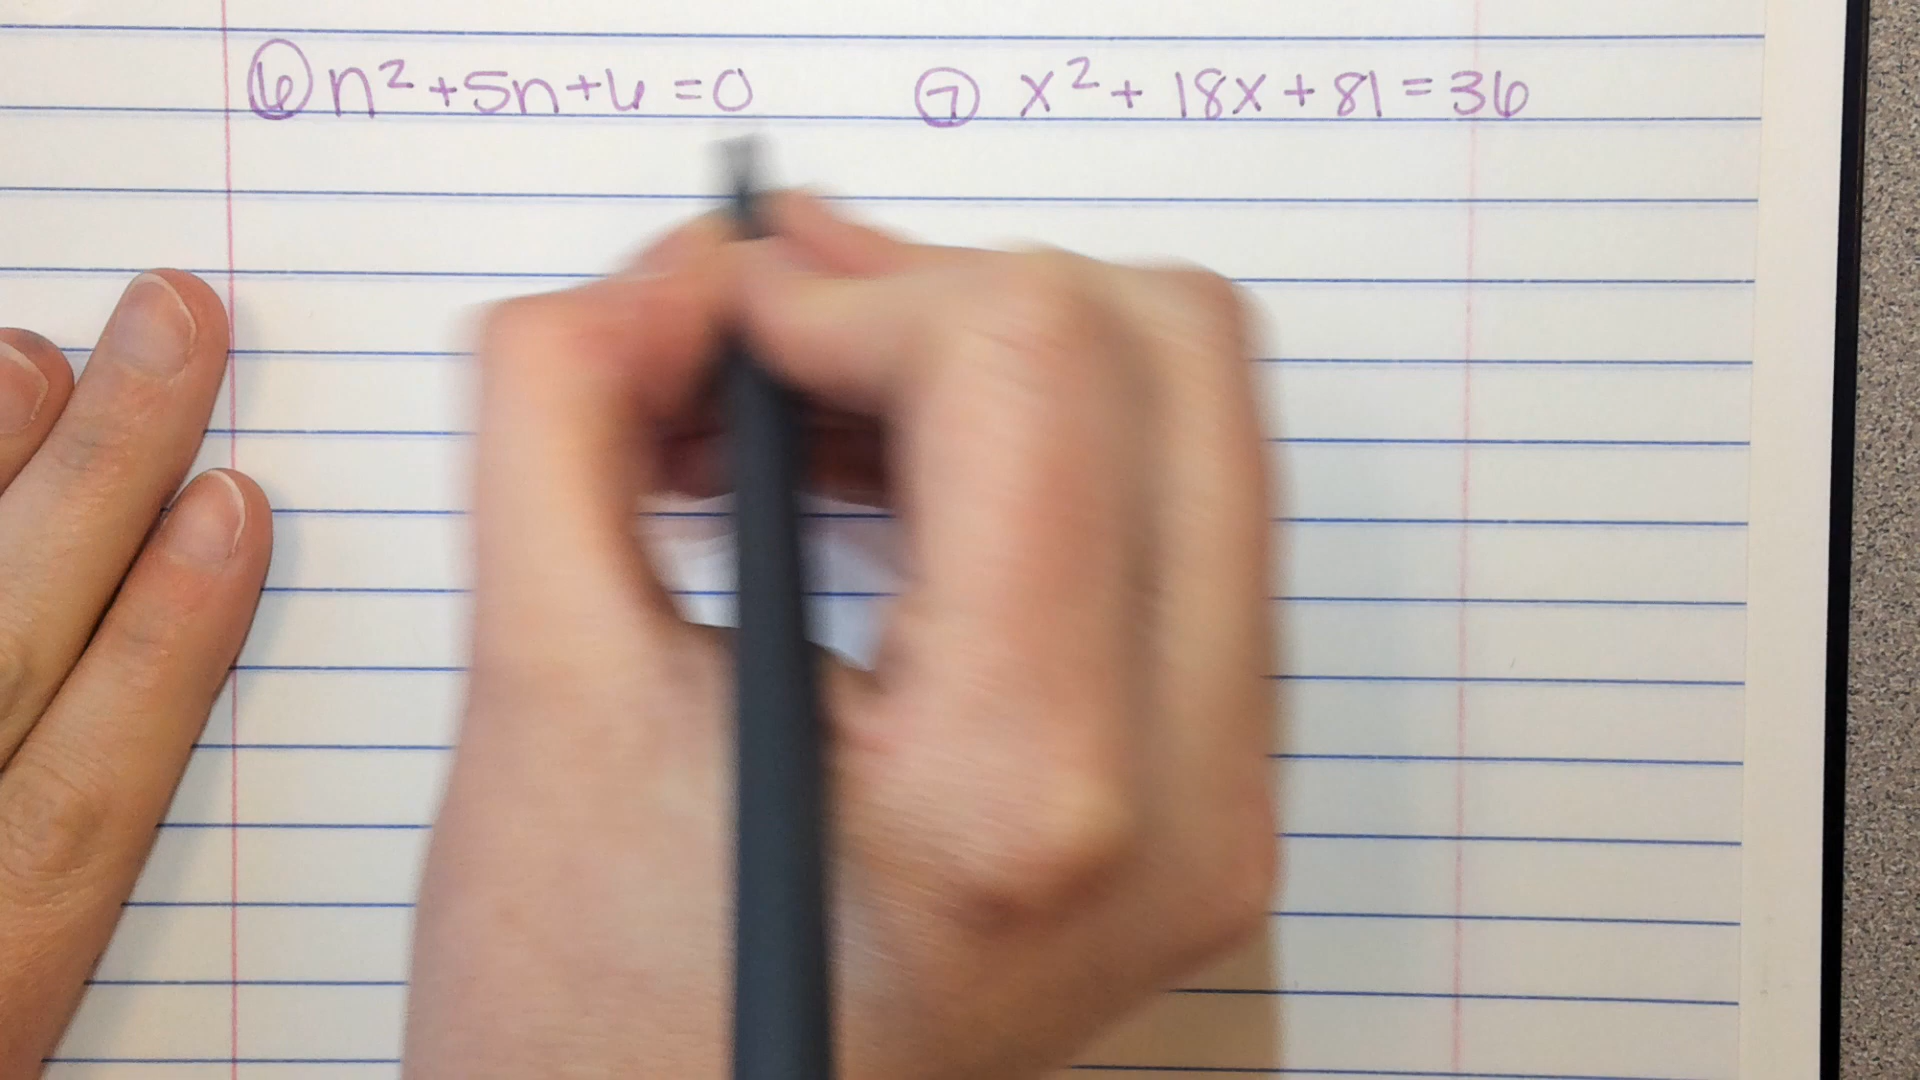 ⑥ n² + 5n + 6 = 0 ⑦ x² + 18x + 81 = 36